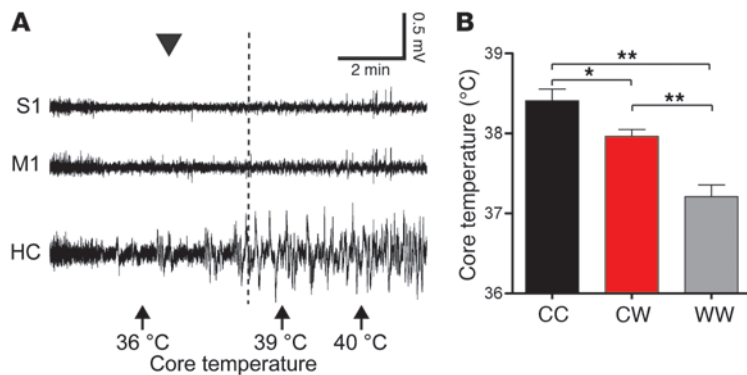 A
0.5 mV
2 min
S1
M1
HC
36 °C
39 °C
40 °C
Core temperature
B
Core temperature (°C)
39
38
37
36
**
*
**
CC
CW
WW